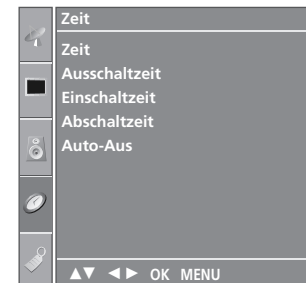 Zeit
Zeit
Ausschaltzeit
Einschaltzeit
Abschaltzeit
Auto-Aus
▲▼ ◄► OK MENU